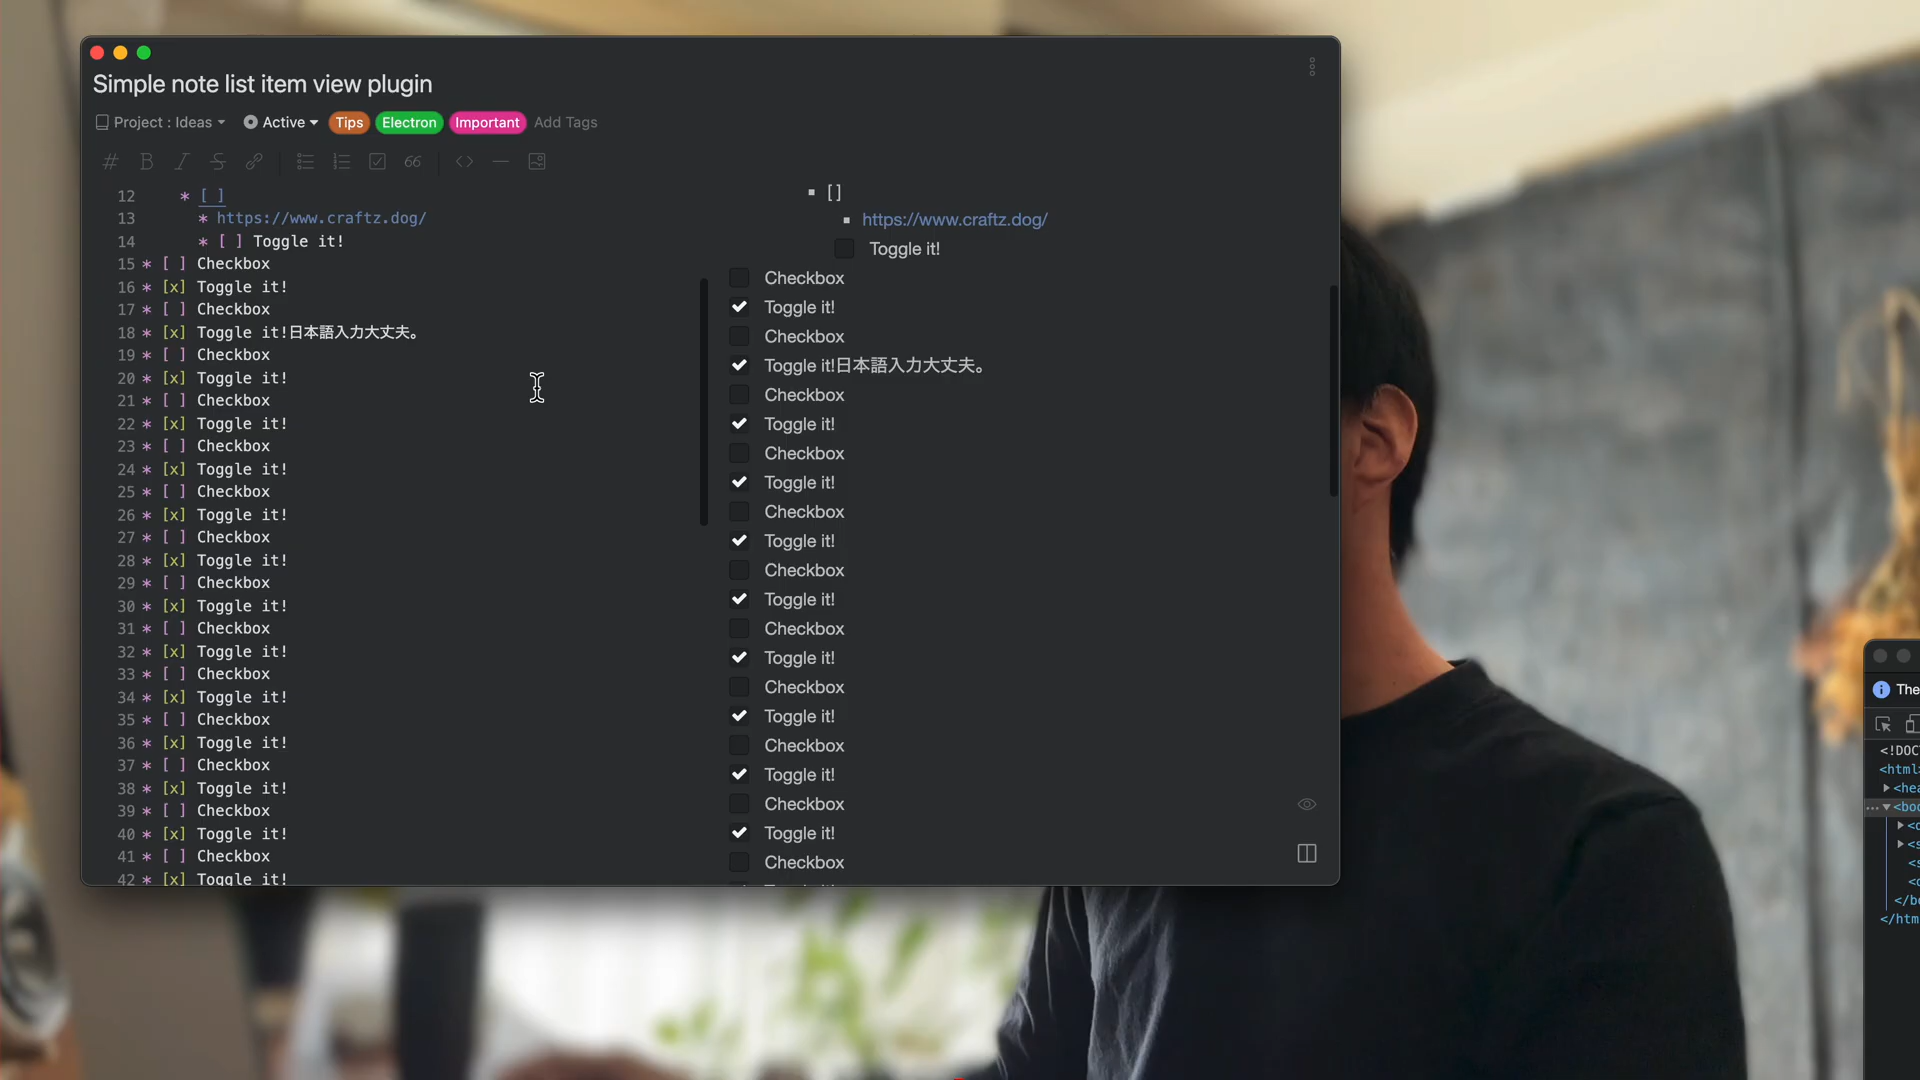 Simple note list item view plugin
Project : Ideas Active Tips Electron Important Add Tags
12 * [ ]
13 * https://www.craftz.dog/
14 * [ ] Toggle it!
15 * [ ] Checkbox
16 * [x] Toggle it!
17 * [ ] Checkbox
18 * [x] Toggle it!日本語入力大丈夫。
19 * [ ] Checkbox
20 * [x] Toggle it!
21 * [ ] Checkbox
22 * [x] Toggle it!
23 * [ ] Checkbox
24 * [x] Toggle it!
25 * [ ] Checkbox
26 * [x] Toggle it!
27 * [ ] Checkbox
28 * [x] Toggle it!
29 * [ ] Checkbox
30 * [x] Toggle it!
31 * [ ] Checkbox
32 * [x] Toggle it!
33 * [ ] Checkbox
34 * [x] Toggle it!
35 * [ ] Checkbox
36 * [x] Toggle it!
37 * [ ] Checkbox
38 * [x] Toggle it!
39 * [ ] Checkbox
40 * [x] Toggle it!
41 * [ ] Checkbox
42 * [x] Toggle it!
[]
https://www.craftz.dog/
Toggle it!
Checkbox
Toggle it!
Checkbox
Toggle it!日本語入力大丈夫。
Checkbox
Toggle it!
Checkbox
Toggle it!
Checkbox
Toggle it!
Checkbox
Toggle it!
Checkbox
Toggle it!
Checkbox
Toggle it!
Checkbox
Toggle it!
Checkbox
Toggle it!
Checkbox
The
<!DOC
<html>
<hea
<boo
</bo
</htm